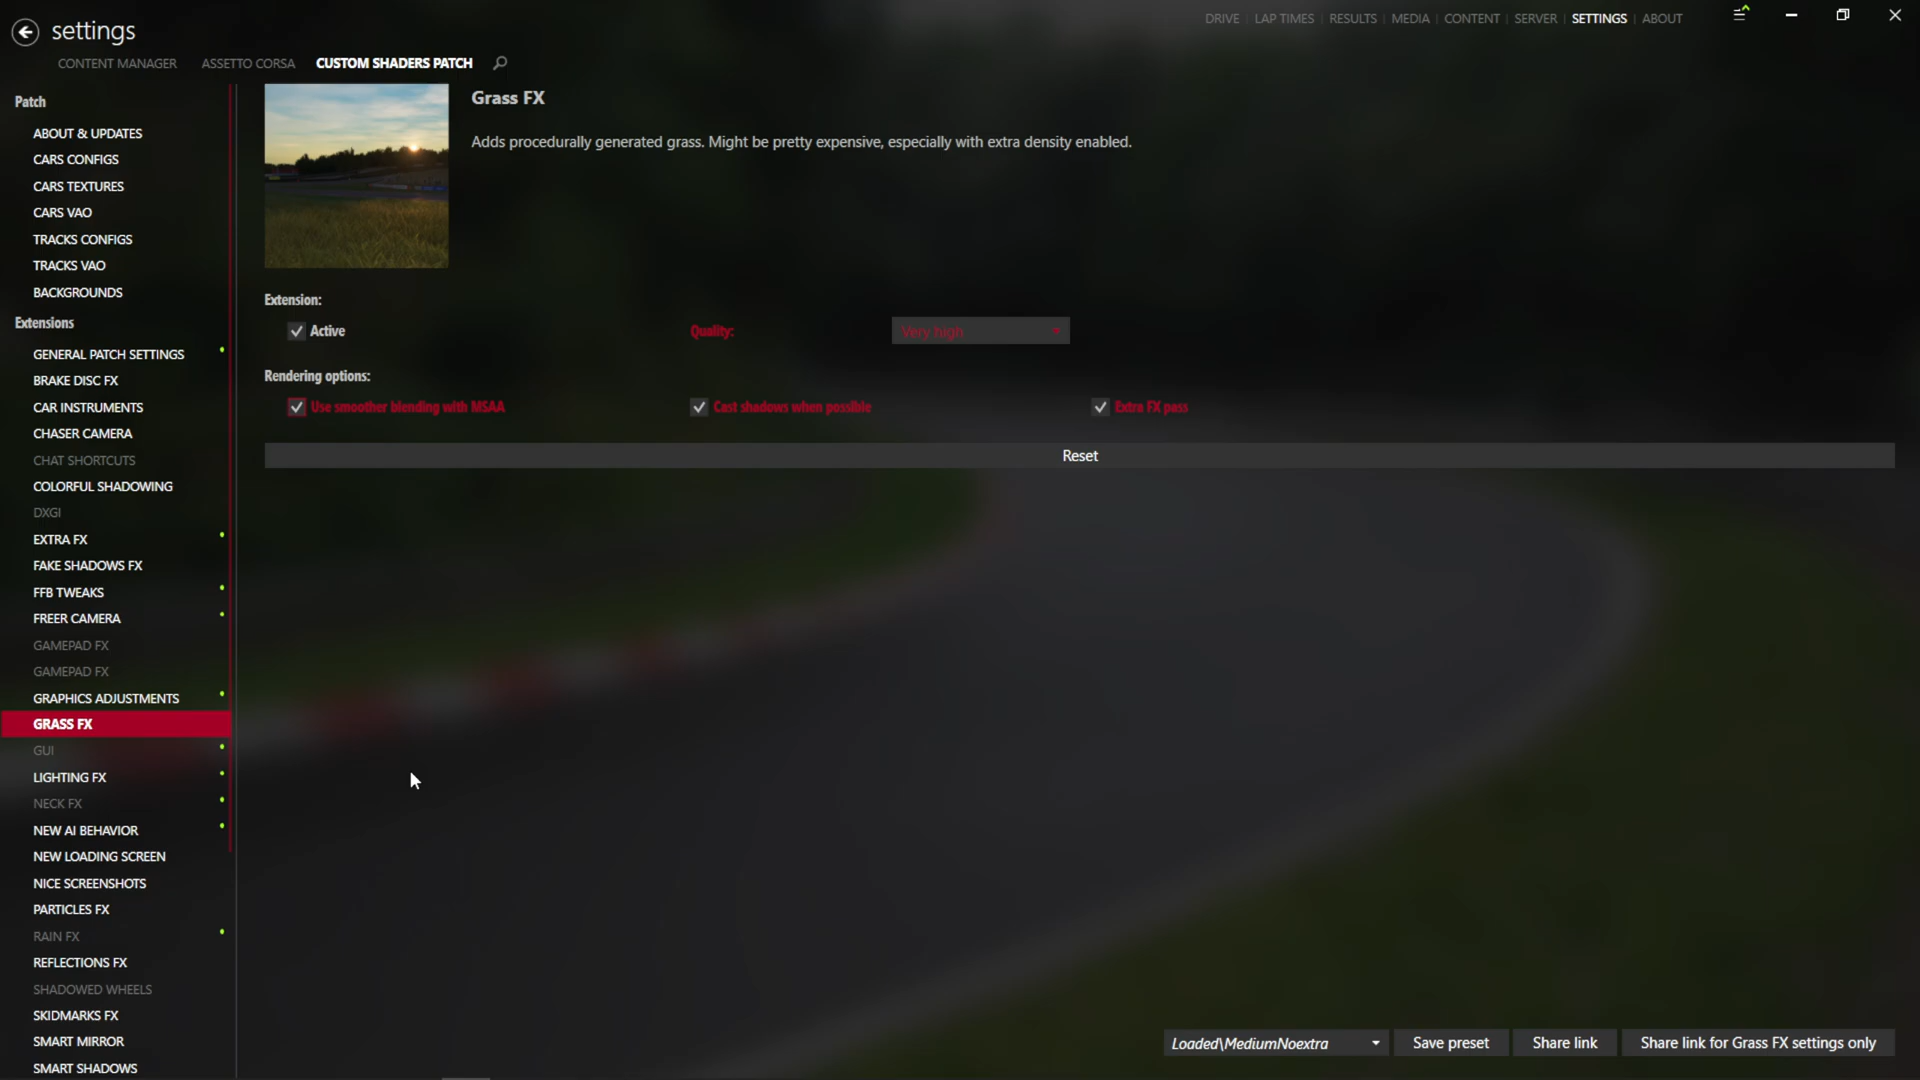 settings
DRIVE LAP TIMES RESULTS MEDIA CONTENT SERVER SETTINGS ABOUT
CONTENT MANAGER ASSETTO CORSA CUSTOM SHADERS PATCH
Patch
ABOUT & UPDATES
CARS CONFIGS
CARS TEXTURES
CARS VAO
TRACKS CONFIGS
TRACKS VAO
BACKGROUNDS
Extensions
GENERAL PATCH SETTINGS
BRAKE DISC FX
CAR INSTRUMENTS
CHASER CAMERA
CHAT SHORTCUTS
COLORFUL SHADOWING
DXGI
EXTRA FX
FAKE SHADOWS FX
FFB TWEAKS
FREER CAMERA
GAMEPAD FX
GAMEPAD FX
GRAPHICS ADJUSTMENTS
GRASS FX
GUI
LIGHTING FX
NECK FX
NEW AI BEHAVIOR
NEW LOADING SCREEN
NICE SCREENSHOTS
PARTICLES FX
RAIN FX
REFLECTIONS FX
SHADOWED WHEELS
SKIDMARKS FX
SMART MIRROR
SMART SHADOWS
Grass FX
Adds procedurally generated grass. Might be pretty expensive, especially with extra density enabled.
Extension:
Active Quality: Very high
Rendering options:
Use smoother blending with MSAA Cast shadows when possible Extra FX pass
Reset
Loaded\MediumNoextra Save preset Share link Share link for Grass FX settings only